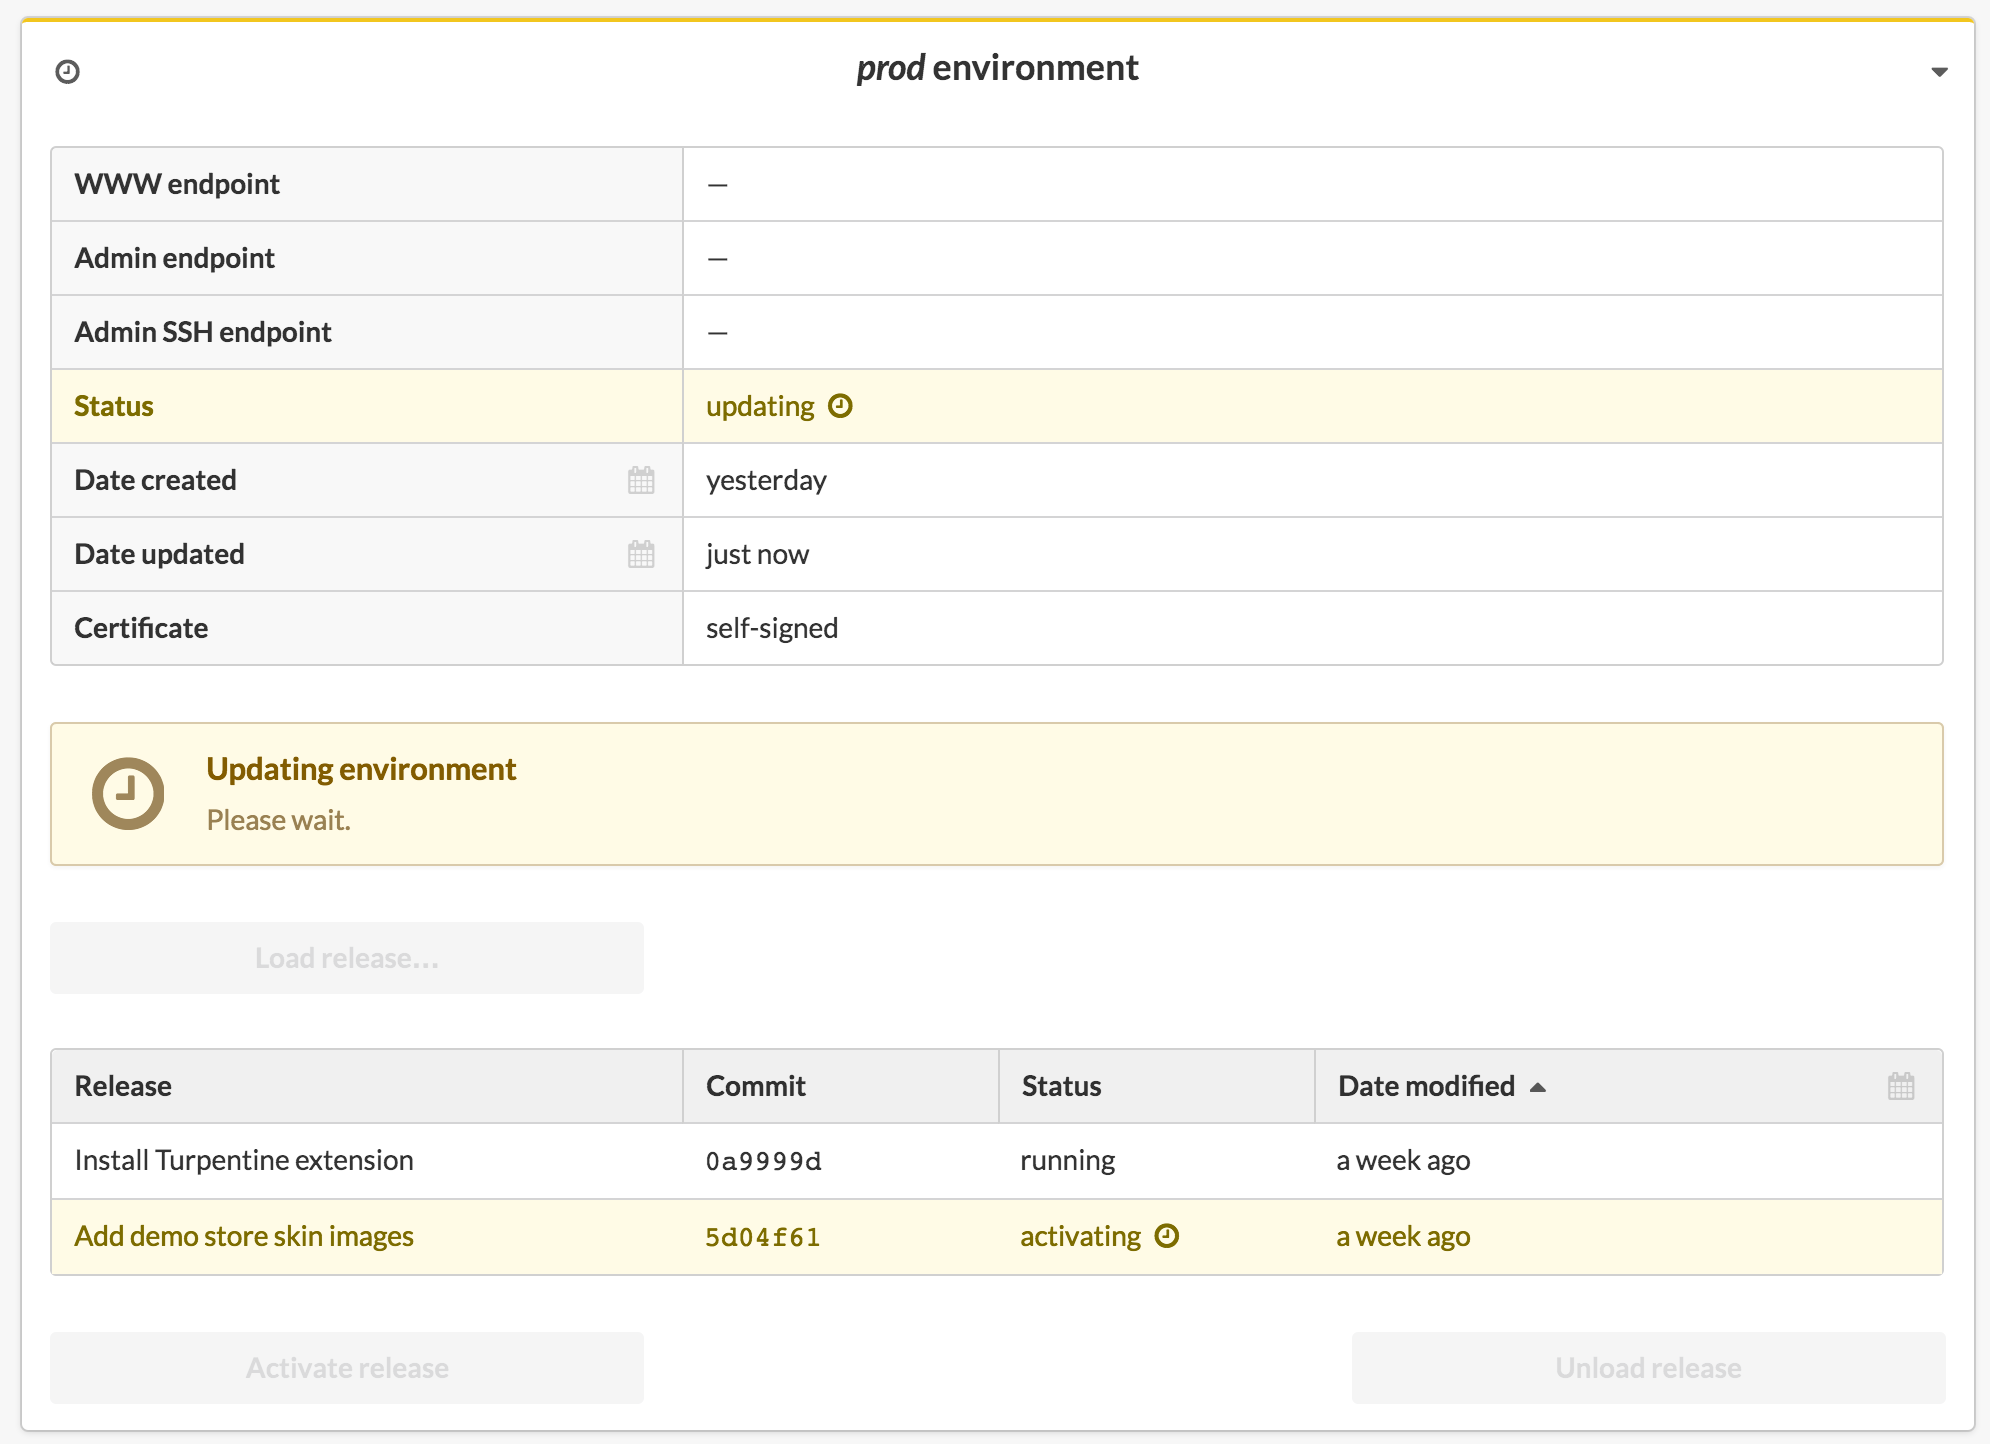 prod environment
WWW endpoint —
Admin endpoint —
Admin SSH endpoint —
Status updating
Date created yesterday
Date updated just now
Certificate self-signed
Updating environment
Please wait.
Load release...
Release Commit Status Date modified
Install Turpentine extension 0a9999d running a week ago
Add demo store skin images 5d04f61 activating a week ago
Activate release Unload release